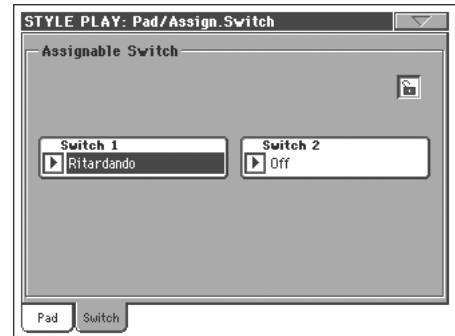 STYLE PLAY: Pad/Assign.Switch
Assignable Switch
Switch 1
Ritardando
Switch 2
Off
Pad
Switch